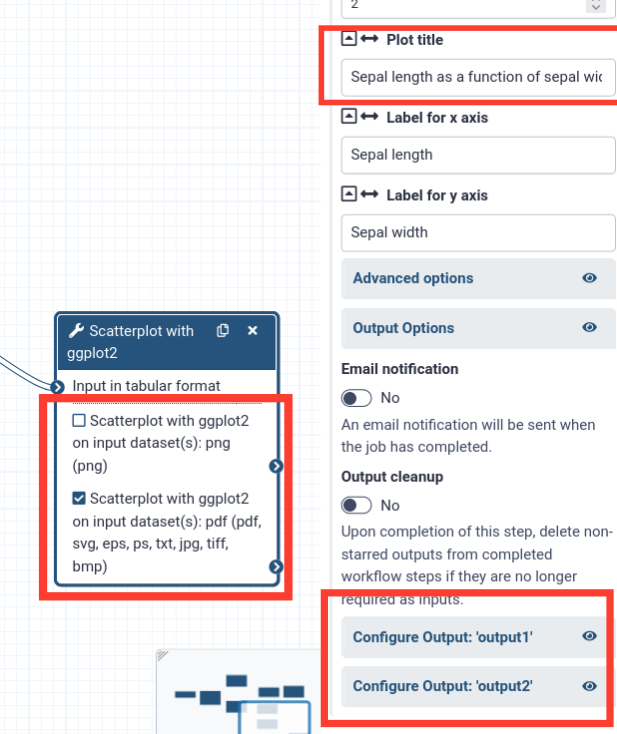 2
Plot title
Sepal length as a function of sepal wid
Label for x axis
Sepal length
Label for y axis
Sepal width
Advanced options
Output Options
Email notification
No
An email notification will be sent when
the job has completed.
Output cleanup
No
Upon completion of this step, delete non-
starred outputs from completed
workflow steps if they are no longer
required as inputs.
Configure Output: 'output1'
Configure Output: 'output2'
Scatterplot with
ggplot2
Input in tabular format
Scatterplot with ggplot2
on input dataset(s): png
(png)
Scatterplot with ggplot2
on input dataset(s): pdf (pdf,
svg, eps, ps, txt, jpg, tiff,
bmp)